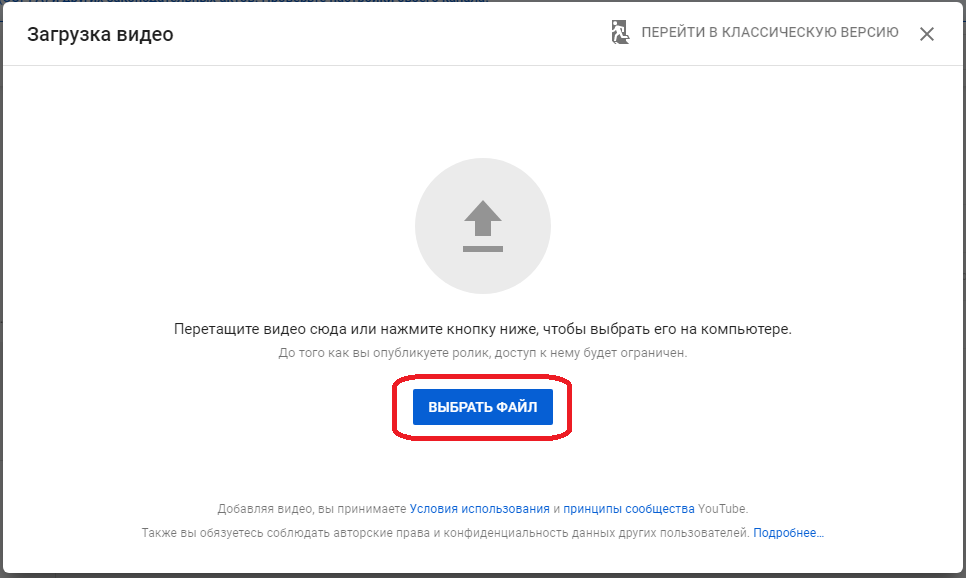 Загрузка видео
ПЕРЕЙТИ В КЛАССИЧЕСКУЮ ВЕРСИЮ
Перетащите видео сюда или нажмите кнопку ниже, чтобы выбрать его на компьютере.
До того как вы опубликуете ролик, доступ к нему будет ограничен.
ВЫБРАТЬ ФАЙЛ
Добавляя видео, вы принимаете Условия использования и принципы сообщества YouTube.
Также вы обязуетесь соблюдать авторские права и конфиденциальность данных других пользователей. Подробнее…